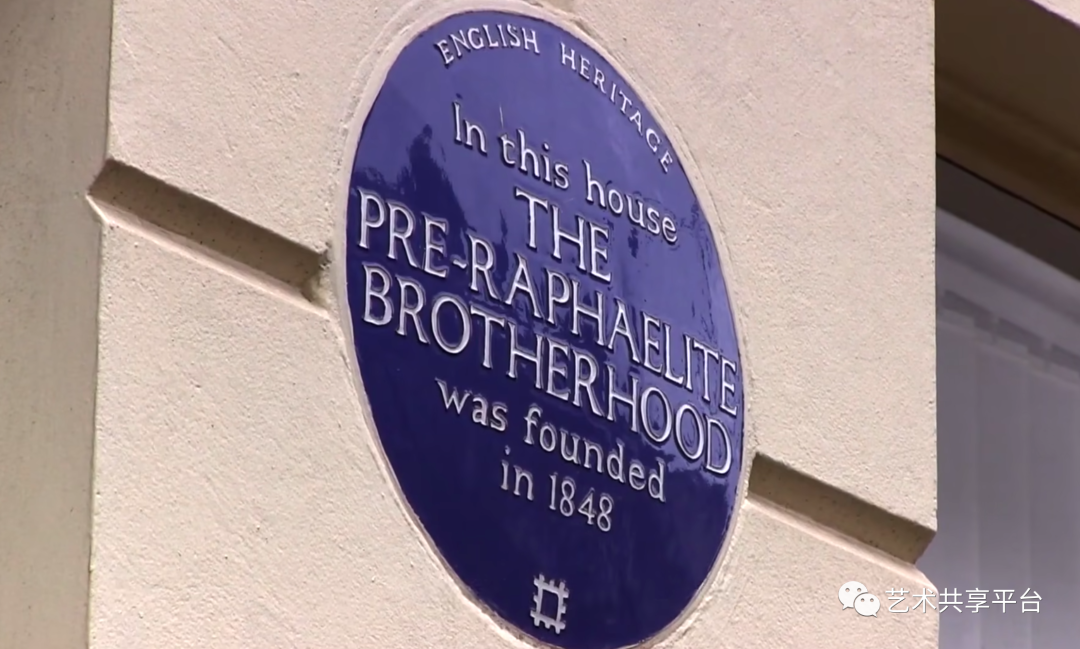 ENGLISH HERITAGE
In this house
THE
PRE-RAPHAELITE
BROTHERHOOD
was founded
in 1848
艺术共享平台